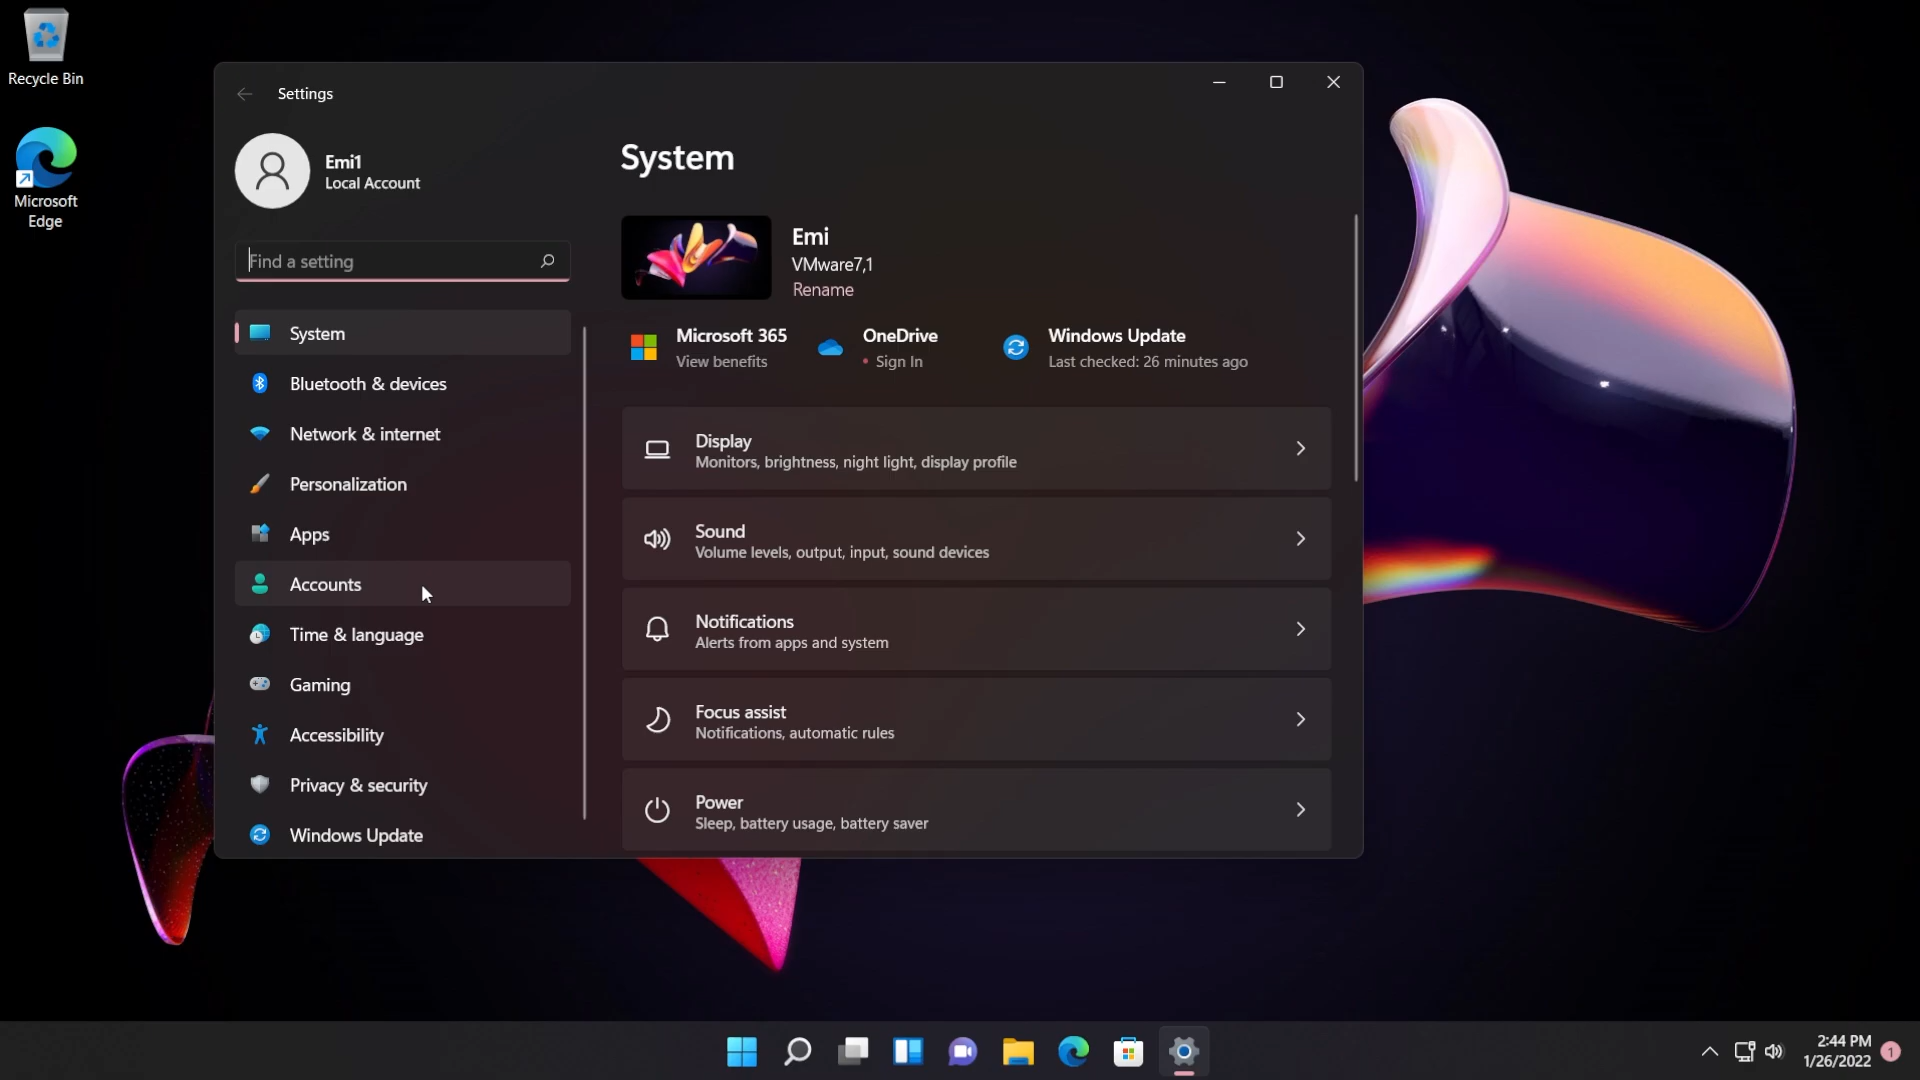 Recycle Bin
Microsoft
Edge
Settings
Emi1
Local Account
Find a setting
System
Bluetooth & devices
Network & internet
Personalization
Apps
Accounts
Time & language
Gaming
Accessibility
Privacy & security
Windows Update
System
Emi
VMware7,1
Rename
Microsoft 365
View benefits
OneDrive
• Sign In
Windows Update
Last checked: 26 minutes ago
Display
Monitors, brightness, night light, display profile
Sound
Volume levels, output, input, sound devices
Notifications
Alerts from apps and system
Focus assist
Notifications, automatic rules
Power
Sleep, battery usage, battery saver
2:44 PM
1/26/2022
1